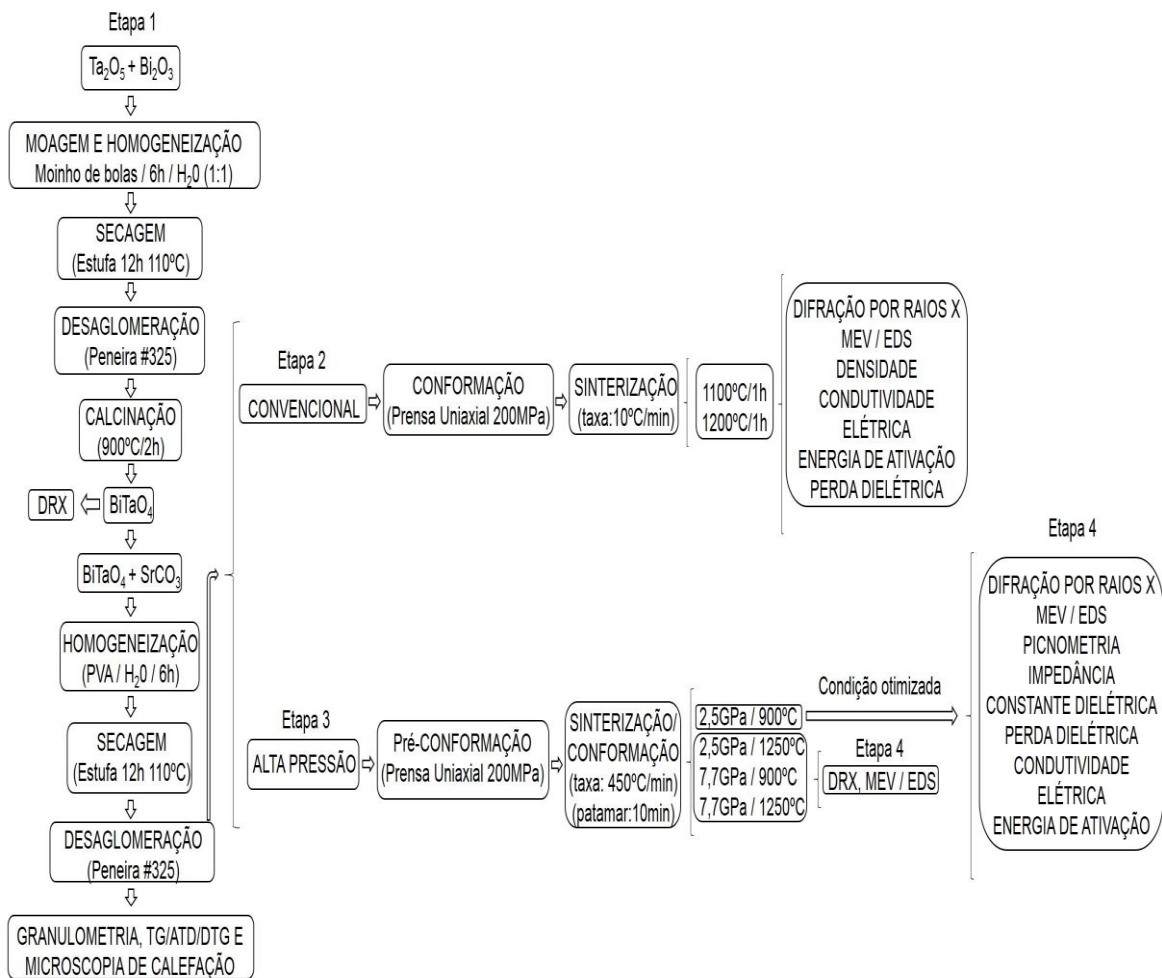 Etapa 1
Ta₂O₅ + Bi₂O₃
MOAGEM E HOMOGENEIZAÇÃO
Moinho de bolas / 6h / H₂0 (1:1)
SECAGEM
(Estufa 12h 110ºC)
DESAGLOMERAÇÃO
(Peneira #325)
CALCINAÇÃO
(900ºC/2h)
DRX
BiTaO₄
BiTaO₄ + SrCO₃
HOMOGENEIZAÇÃO
(PVA / H₂0 / 6h)
SECAGEM
(Estufa 12h 110ºC)
DESAGLOMERAÇÃO
(Peneira #325)
GRANULOMETRIA, TG/ATD/DTG E
MICROSCOPIA DE CALEFAÇÃO
Etapa 2
CONVENCIONAL
CONFORMAÇÃO
(Prensa Uniaxial 200MPa)
SINTERIZAÇÃO
(taxa:10ºC/min)
1100ºC/1h
1200ºC/1h
DIFRAÇÃO POR RAIOS X
MEV / EDS
DENSIDADE
CONDUTIVIDADE
ELÉTRICA
ENERGIA DE ATIVAÇÃO
PERDA DIELÉTRICA
Etapa 3
ALTA PRESSÃO
Pré-CONFORMAÇÃO
(Prensa Uniaxial 200MPa)
SINTERIZAÇÃO/
CONFORMAÇÃO
(taxa: 450ºC/min)
(patamar:10min)
2,5GPa / 900ºC
2,5GPa / 1250ºC
7,7GPa / 900ºC
7,7GPa / 1250ºC
Condição otimizada
Etapa 4
DRX, MEV / EDS
Etapa 4
DIFRAÇÃO POR RAIOS X
MEV / EDS
PICNOMETRIA
IMPEDÂNCIA
CONSTANTE DIELÉTRICA
PERDA DIELÉTRICA
CONDUTIVIDADE
ELÉTRICA
ENERGIA DE ATIVAÇÃO